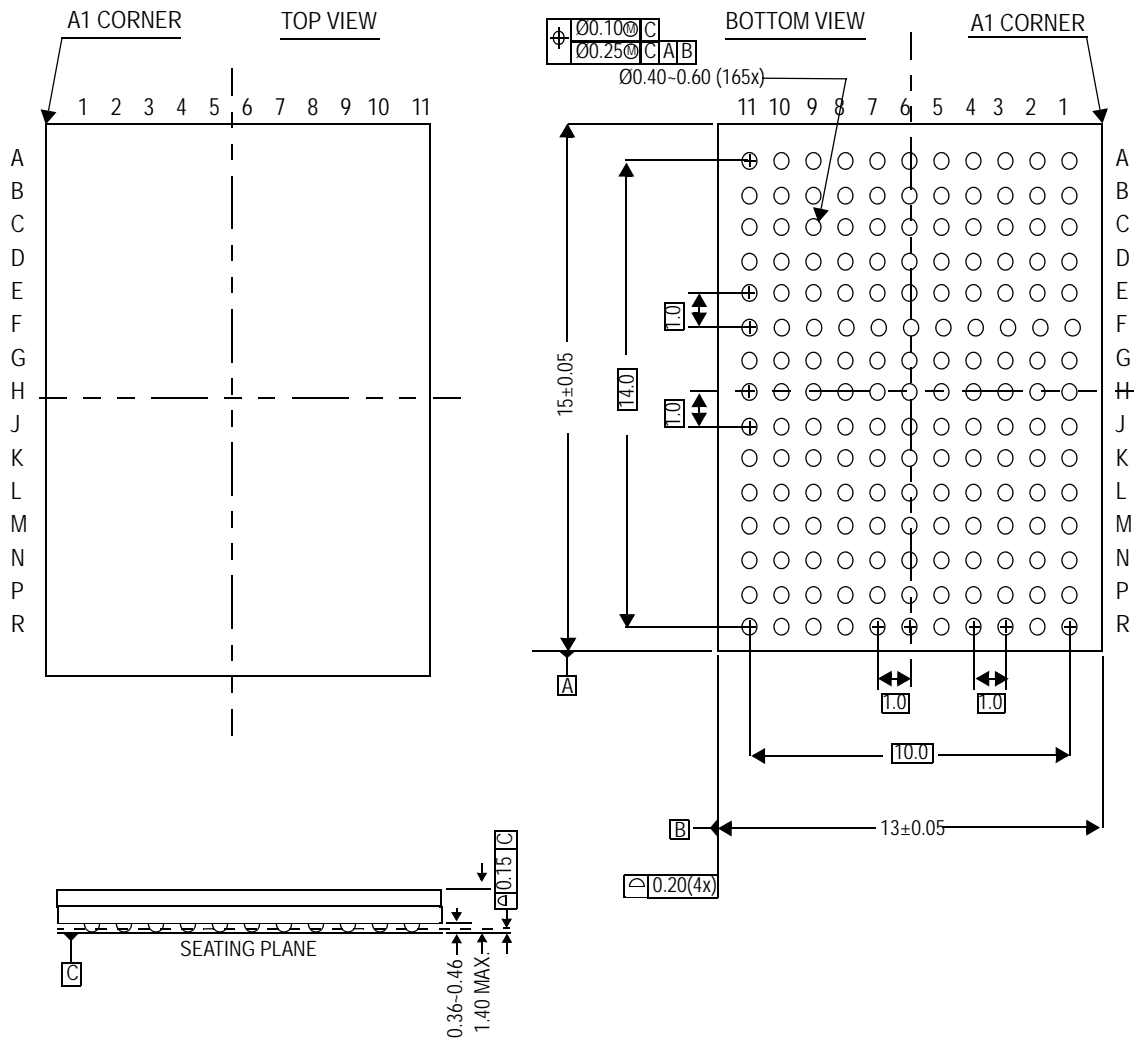 A1 CORNER
TOP VIEW
1 2 3 4 5 6 7 8 9 10 11
A
B
C
D
E
F
G
H
J
K
L
M
N
P
R
Ø0.10Ⓜ C
Ø0.25Ⓜ C A B
Ø0.40~0.60 (165x)
BOTTOM VIEW
A1 CORNER
11 10 9 8 7 6 5 4 3 2 1
A
B
C
D
E
F
G
H
J
K
L
M
N
P
R
1.0
15±0.05
14.0
1.0
A
1.0
1.0
10.0
B
13±0.05
0.20(4x)
0.15 C
SEATING PLANE
C
0.36~0.46
1.40 MAX.